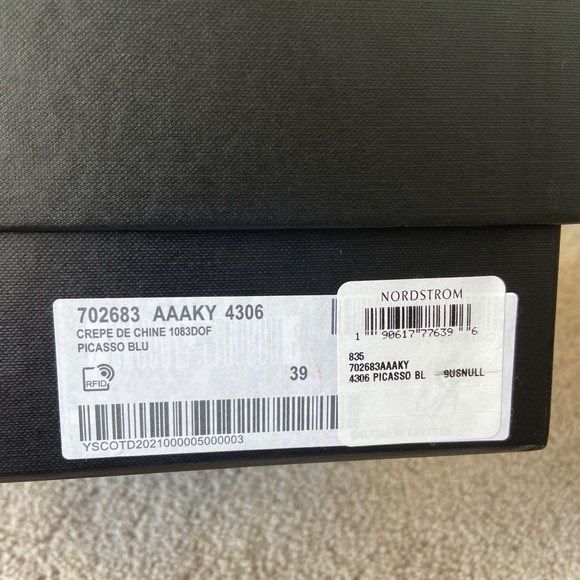 702683 AAAKY 4306
CREPE DE CHINE 1083DOF
PICASSO BLU
RFID
39
YSCOTD2021000005000003
NORDSTROM
1 90617 77639 6
835
702683AAAKY
4306 PICASSO BL 9USNULL